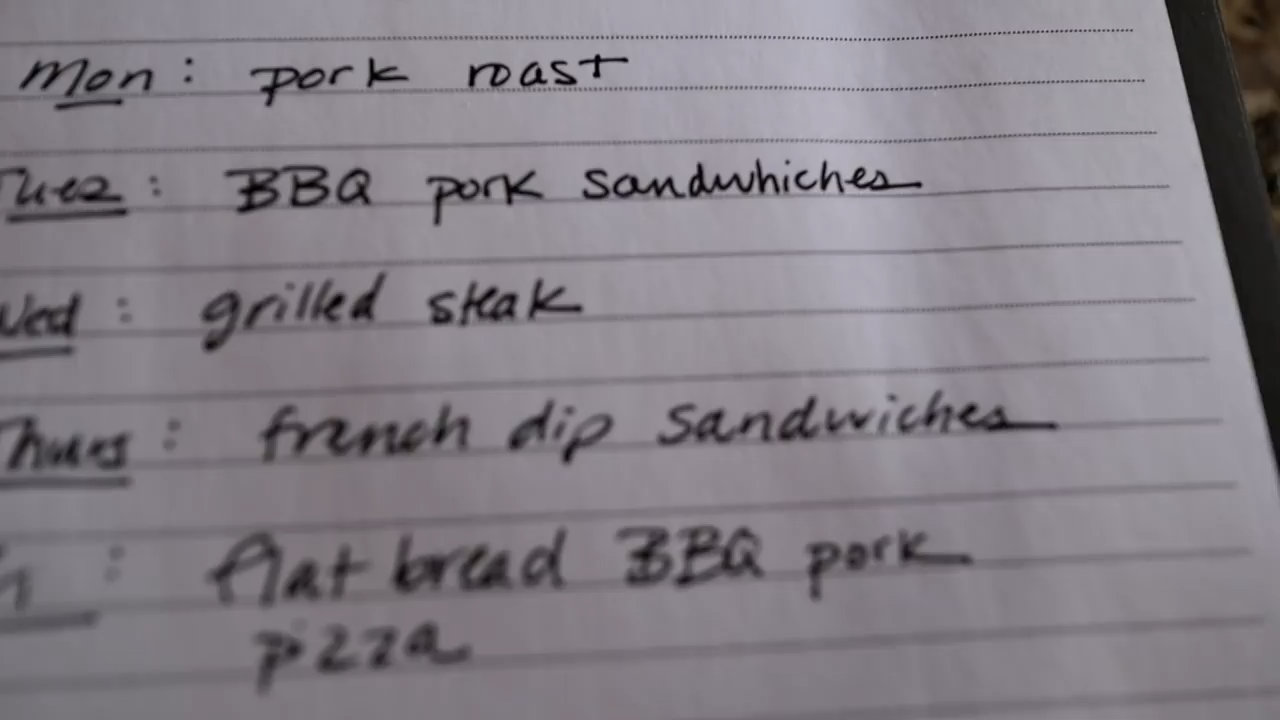 Mon: pork roast
Tues: BBQ pork sandwhiches
Wed: grilled steak
Thurs: french dip sandwiches
: flat bread BBQ pork
pizza